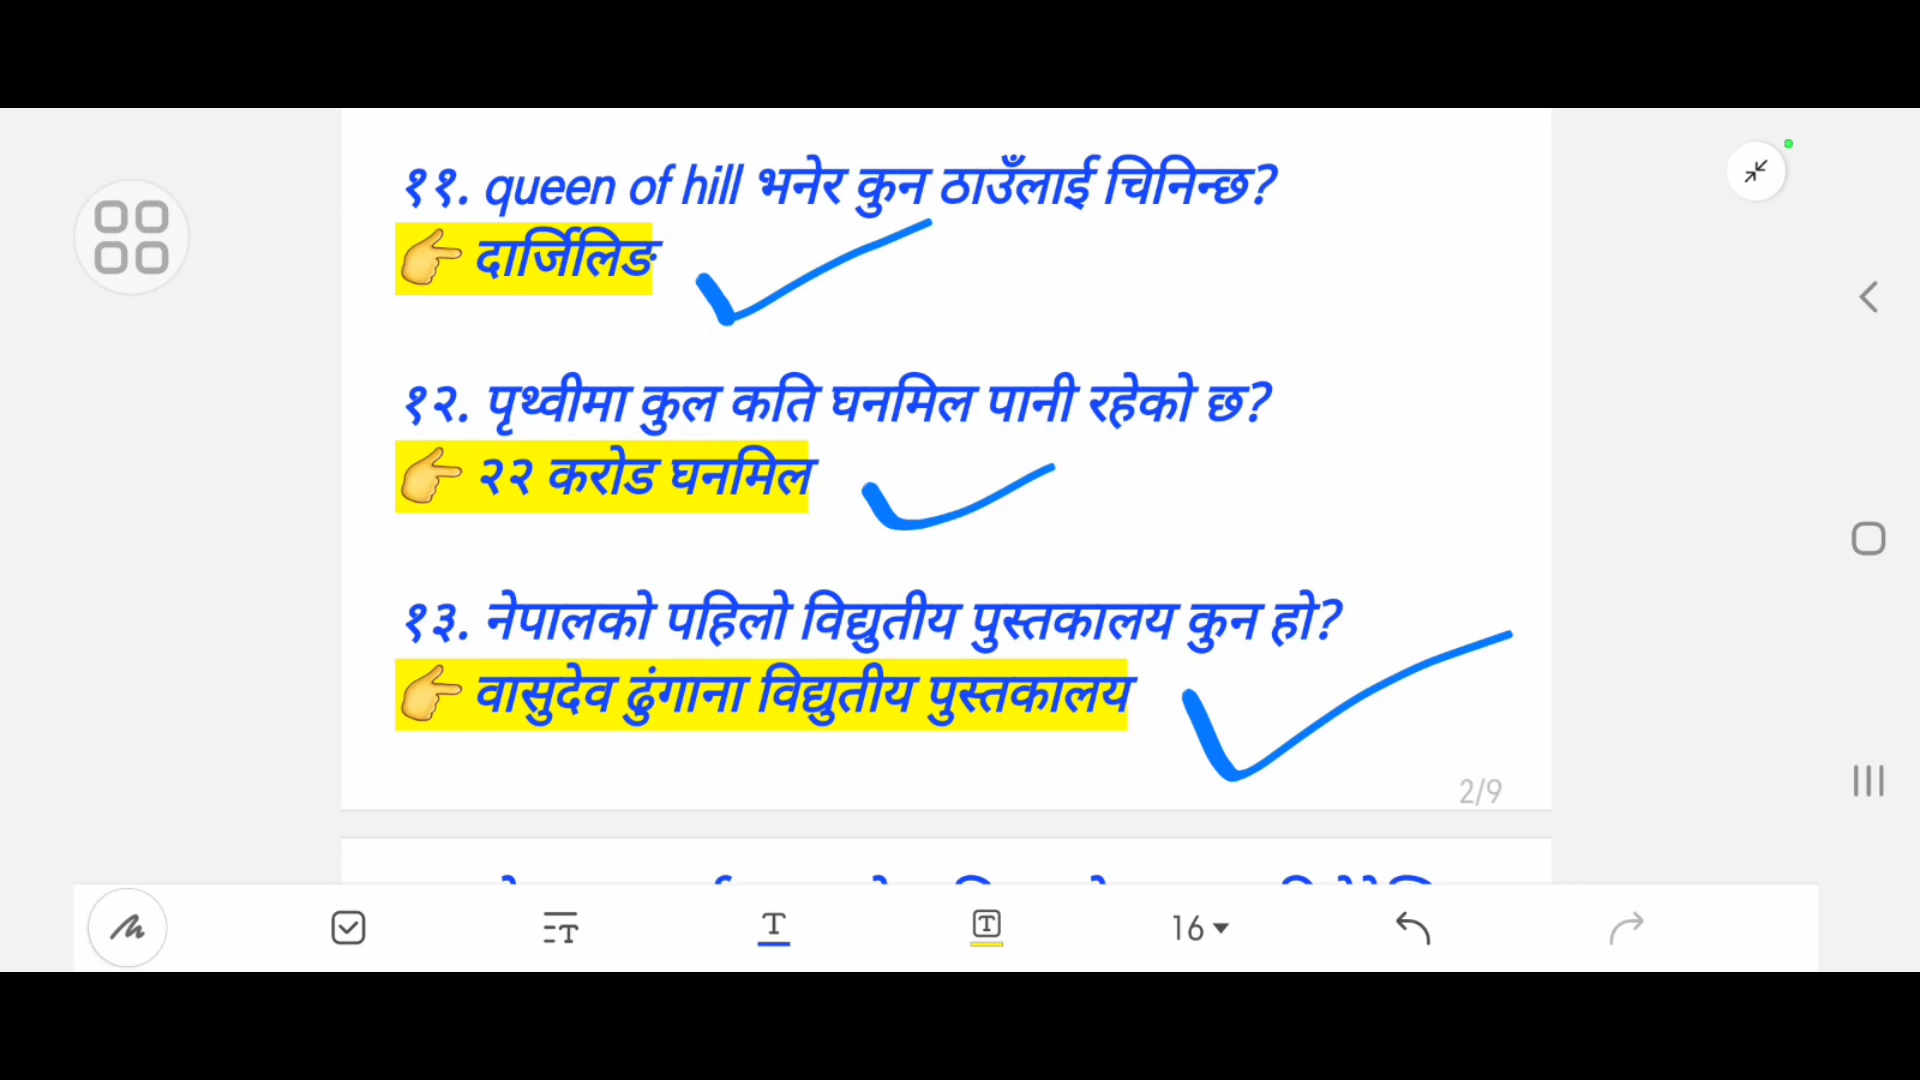 ११. queen of hill भनेर कुन ठाउँलाई चिनिन्छ?
👉 दार्जिलिङ
१२. पृथ्वीमा कुल कति घनमिल पानी रहेको छ?
👉 २२ करोड घनमिल
१३. नेपालको पहिलो विद्युतीय पुस्तकालय कुन हो?
👉 वासुदेव ढुंगाना विद्युतीय पुस्तकालय
2/9
16